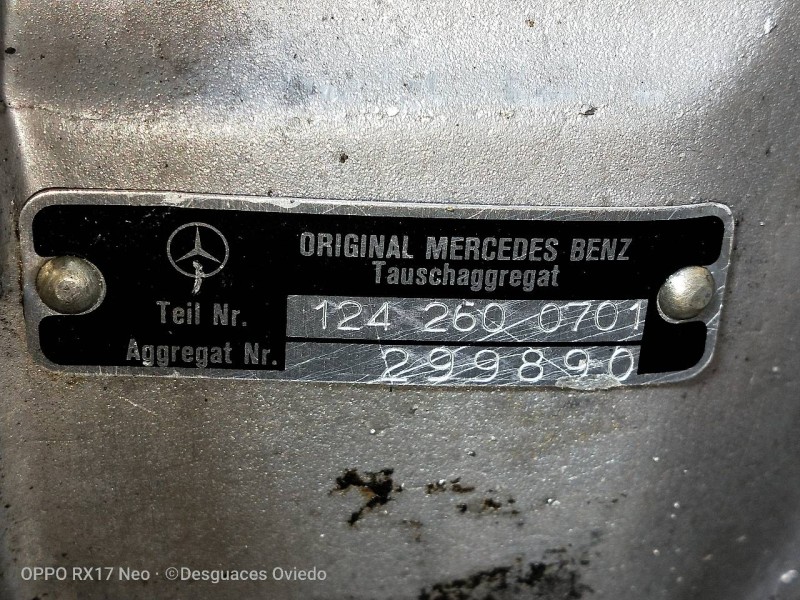 ORIGINAL MERCEDES BENZ
Tauschaggregat
Teil Nr. 124 260 0701
Aggregat Nr. 299890
OPPO RX17 Neo · ©Desguaces Oviedo